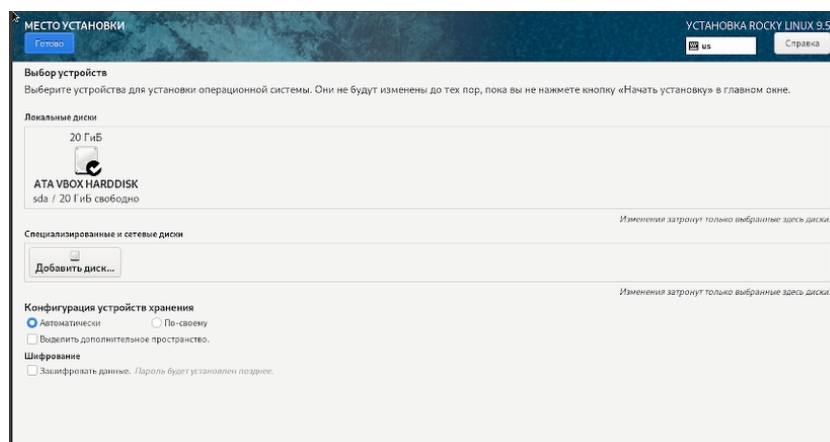 МЕСТО УСТАНОВКИ
УСТАНОВКА ROCKY LINUX 9.5
Готово
us
Справка
Выбор устройств
Выберите устройства для установки операционной системы. Они не будут изменены до тех пор, пока вы не нажмете кнопку «Начать установку» в главном окне.
Локальные диски
20 ГиБ
ATA VBOX HARDDISK
sda / 20 ГиБ свободно
Изменения затронут только выбранные здесь диски.
Специализированные и сетевые диски
Добавить диск...
Изменения затронут только выбранные здесь диски.
Конфигурация устройств хранения
Автоматически
По-своему
Выделить дополнительное пространство.
Шифрование
Зашифровать данные. Пароль будет установлен позднее.